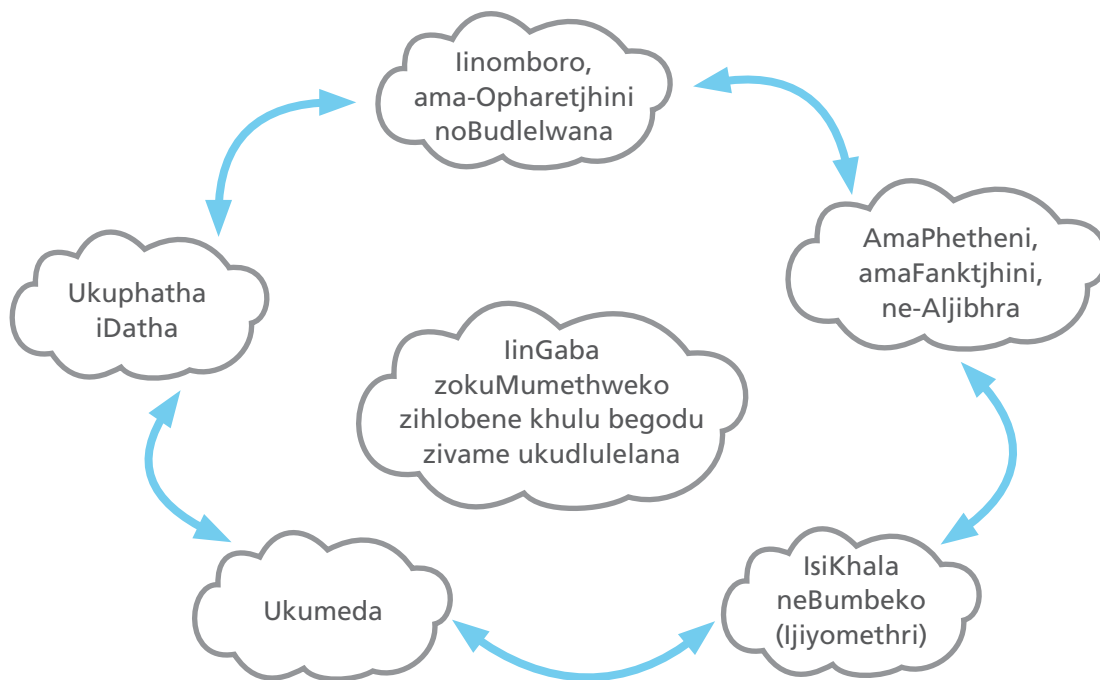 Iinomboro,
ama-Opharetjhini
noBudlelwana
AmaPhetheni,
amaFanktjhini,
ne-Aljibhra
Ukuphatha
iDatha
IinGaba
zokuMumethweko
zihlobene khulu begodu
zivame ukudlulelana
IsiKhala
neBumbeko
(Ijiyomethri)
Ukumeda